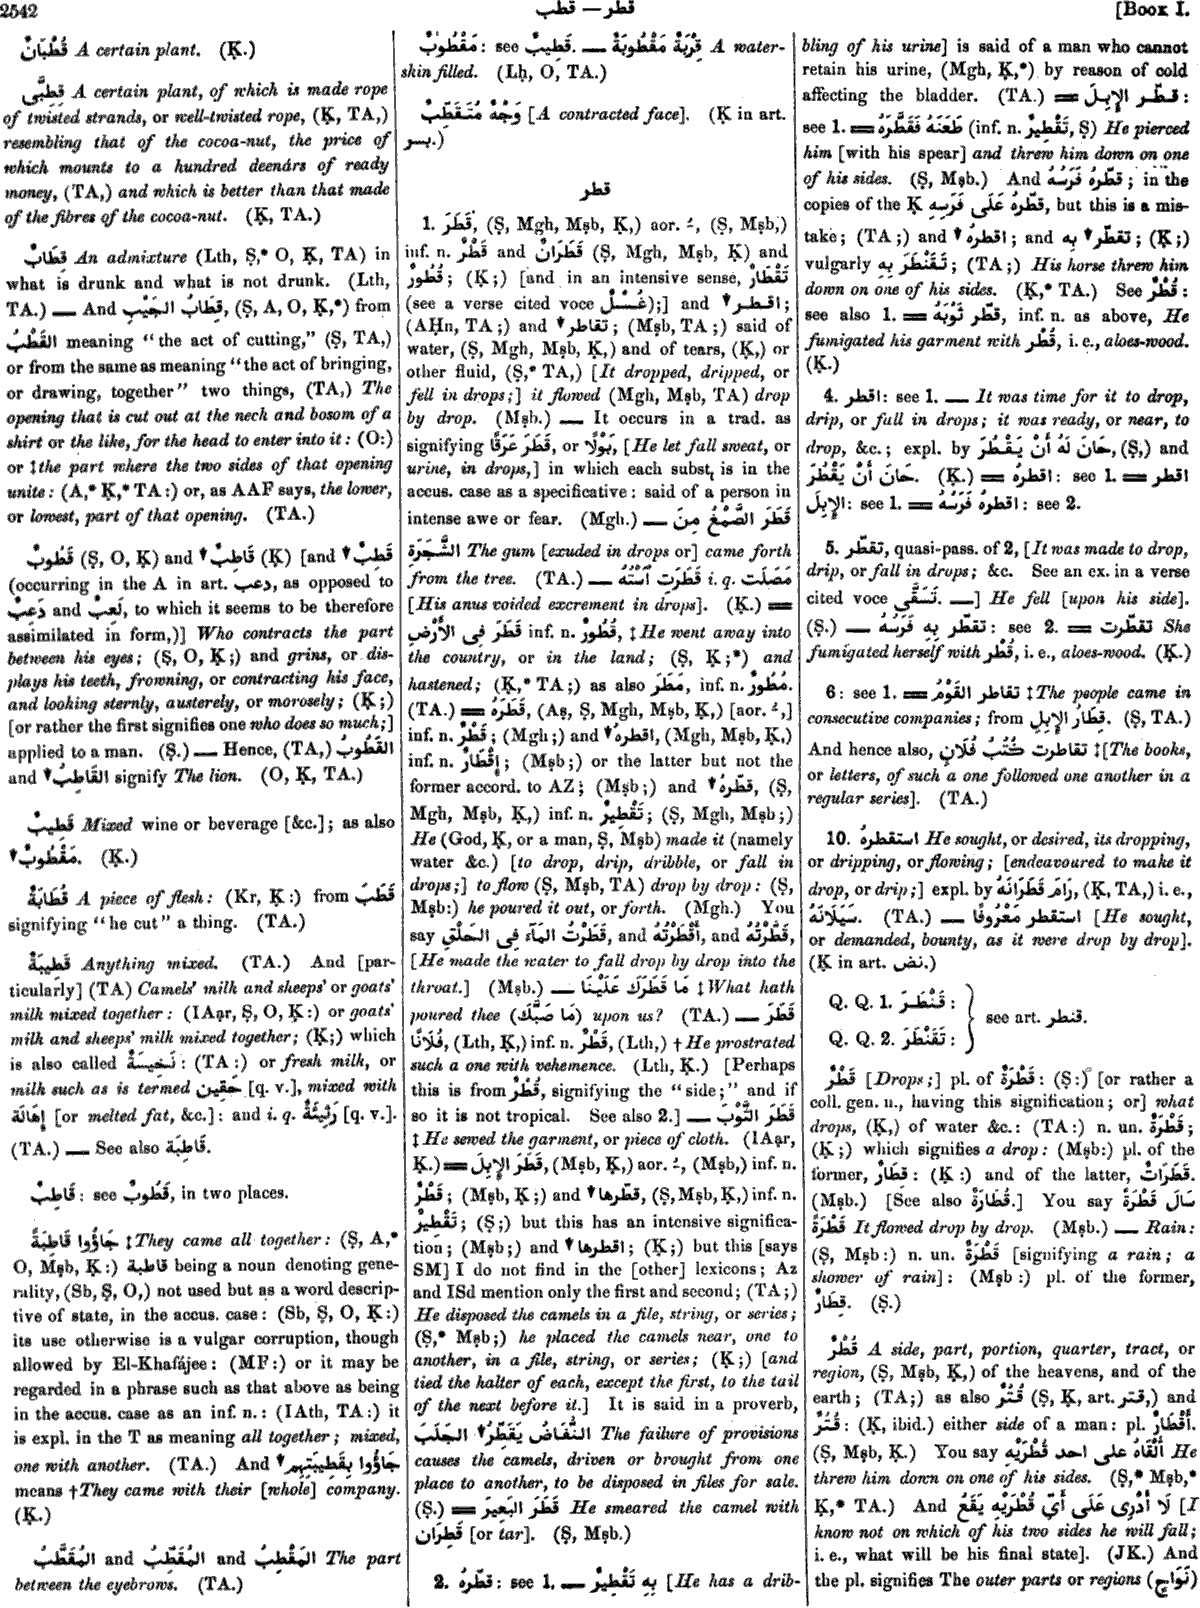 2542
قطب — قطر
[Book I.
قُطْبَانٌ A certain plant. (Ḳ.)
قِطِبَّى A certain plant, of which is made rope
of twisted strands, or well-twisted rope, (Ḳ, TA,)
resembling that of the cocoa-nut, the price of
which mounts to a hundred deenárs of ready
money, (TA,) and which is better than that made
of the fibres of the cocoa-nut. (Ḳ, TA.)
قِطَابٌ An admixture (Lth, Ṣ,* O, Ḳ, TA) in
what is drunk and what is not drunk. (Lth,
TA.) — And قِطَابُ الجَيْبِ, (Ṣ, A, O, Ḳ,*) from
القَطْبُ meaning “the act of cutting,” (Ṣ, TA,)
or from the same as meaning “the act of bringing,
or drawing, together” two things, (TA,) The
opening that is cut out at the neck and bosom of a
shirt or the like, for the head to enter into it: (O:)
or ‡the part where the two sides of that opening
unite: (A,* Ḳ,* TA:) or, as AAF says, the lower,
or lowest, part of that opening. (TA.)
قَطُوبٌ (Ṣ, O, Ḳ) and ▼ قَاطِبٌ (Ḳ) [and ▼ قَطِبٌ
(occurring in the A in art. دعب, as opposed to
دَعِبٌ and لَعِبٌ, to which it seems to be therefore
assimilated in form,)] Who contracts the part
between his eyes; (Ṣ, O, Ḳ;) and grins, or dis-
plays his teeth, frowning, or contracting his face,
and looking sternly, austerely, or morosely; (Ḳ;)
[or rather the first signifies one who does so much;]
applied to a man. (Ṣ.) — Hence, (TA,) القَطُوبُ
and ▼ القَاطِبُ signify The lion. (O, Ḳ, TA.)
قَطِيبٌ Mixed wine or beverage [&c.]; as also
▼ مَقْطُوبٌ. (Ḳ.)
قُطَابَةٌ A piece of flesh: (Kr, Ḳ:) from قَطَبَ
signifying “he cut” a thing. (TA.)
قَطِيبَةٌ Anything mixed. (TA.) And [par-
ticularly] (TA) Camels' milk and sheeps' or goats'
milk mixed together: (IAạr, Ṣ, O, Ḳ:) or goats'
milk and sheeps' milk mixed together; (Ḳ;) which
is also called نَخِيسَةٌ: (TA:) or fresh milk, or
milk such as is termed حَقِين [q. v.], mixed with
إِهَالَة [or melted fat, &c.]: and i. q. رَثِيْئَةٌ [q. v.].
(TA.) — See also قَاطِبَة.
قَاطِبٌ: see قَطُوبٌ, in two places.
جَاؤُوا قَاطِبَةً ‡They came all together: (Ṣ, A,*
O, Mṣb, Ḳ:) قاطبة being a noun denoting gene-
rality, (Sb, Ṣ, O,) not used but as a word descrip-
tive of state, in the accus. case: (Sb, Ṣ, O, Ḳ:)
its use otherwise is a vulgar corruption, though
allowed by El-Khafájee: (MF:) or it may be
regarded in a phrase such as that above as being
in the accus. case as an inf. n.: (IAth, TA:) it
is expl. in the T as meaning all together; mixed,
one with another. (TA.) And ▼ جَاؤُوا بِقَطِيبَتِهِمْ
means †They came with their [whole] company.
(Ḳ.)
المَقْطِبُ and المُقَطِّبُ and المُقَطَّبُ The part
between the eyebrows. (TA.)
مَقْطُوبٌ: see قَطِيبٌ. — قِرْبَةٌ مَقْطُوبَةٌ A water-
skin filled. (Lḥ, O, TA.)
وَجْهٌ مُتَقَطِّبٌ [A contracted face]. (Ḳ in art.
بسر.)
قطر
1. قَطَرَ, (Ṣ, Mgh, Mṣb, Ḳ,) aor. ـُ, (Ṣ, Mṣb,)
inf. n. قَطْرٌ and قَطَرَانٌ (Ṣ, Mgh, Mṣb, Ḳ) and
قُطُورٌ; (Ḳ;) [and in an intensive sense, تَقْطَارٌ
(see a verse cited voce غِسْلٌ);] and ▼ اقطر;
(AḤn, TA;) and ▼ تقاطر; (Mṣb, TA;) said of
water, (Ṣ, Mgh, Mṣb, Ḳ,) and of tears, (Ḳ,) or
other fluid, (Ṣ,* TA,) [It dropped, dripped, or
fell in drops;] it flowed (Mgh, Mṣb, TA) drop
by drop. (Mṣb.) — It occurs in a trad. as
signifying قَطَرَ عَرَقًا, or بَوْلًا, [He let fall sweat, or
urine, in drops,] in which each subst. is in the
accus. case as a specificative: said of a person in
intense awe or fear. (Mgh.) — قَطَرَ الصَّمْغُ مِنَ
الشَّجَرَةِ The gum [exuded in drops or] came forth
from the tree. (TA.) — قَطَرَتِ ٱسْتُهُ i. q. مَصَلَت
[His anus voided excrement in drops]. (Ḳ.) ＝
قَطَرَ فِى الأَرْضِ inf. n. قُطُورٌ, ‡He went away into
the country, or in the land; (Ṣ, Ḳ;*) and
hastened; (Ḳ,* TA;) as also مَطَرَ, inf. n. مُطُورٌ.
(TA.) ＝ قَطَرَهُ, (Aṣ, Ṣ, Mgh, Mṣb, Ḳ,) [aor. ـُ,]
inf. n. قَطْرٌ; (Mgh;) and ▼ اقطرهُ, (Mgh, Mṣb, Ḳ,)
inf. n. إِقْطَارٌ; (Mṣb;) or the latter but not the
former accord. to AZ; (Mṣb;) and ▼ قطّرهُ, (Ṣ,
Mgh, Mṣb, Ḳ,) inf. n. تَقْطِيرٌ; (Ṣ, Mgh, Mṣb;)
He (God, Ḳ, or a man, Ṣ, Mṣb) made it (namely
water &c.) [to drop, drip, dribble, or fall in
drops;] to flow (Ṣ, Mṣb, TA) drop by drop: (Ṣ,
Mṣb:) he poured it out, or forth. (Mgh.) You
say قَطَرْتُ المَآءَ فِى الحَلْقِ, and أَقْطَرْتُهُ, and قَطَّرْتُهُ,
[He made the water to fall drop by drop into the
throat.] (Mṣb.) — مَا قَطَرَكَ عَلَيْنَا ‡What hath
poured thee (مَا صَبَّكَ) upon us? (TA.) — قَطَرَ
فُلَانًا, (Lth, Ḳ,) inf. n. قَطْرٌ, (Lth,) †He prostrated
such a one with vehemence. (Lth, Ḳ.) [Perhaps
this is from قُطْرٌ, signifying the “side;” and if
so it is not tropical. See also 2.] — قَطَرَ الثَّوْبَ
‡He sewed the garment, or piece of cloth. (IAạr,
Ḳ.) ＝ قَطَرَ الإِبِلَ, (Mṣb, Ḳ,) aor. ـُ, (Mṣb,) inf. n.
قَطْرٌ; (Mṣb, Ḳ;) and ▼ قطّرها, (Ṣ, Mṣb, Ḳ,) inf. n.
تَقْطِيرٌ; (Ṣ;) but this has an intensive significa-
tion; (Mṣb;) and ▼ اقطرها; (Ḳ;) but this [says
SM] I do not find in the [other] lexicons; Az
and ISd mention only the first and second; (TA;)
He disposed the camels in a file, string, or series;
(Ṣ,* Mṣb;) he placed the camels near, one to
another, in a file, string, or series; (Ḳ;) [and
tied the halter of each, except the first, to the tail
of the next before it.] It is said in a proverb,
النُّفَاضُ يُقَطِّرُ ▼ الجَلَبَ The failure of provisions
causes the camels, driven or brought from one
place to another, to be disposed in files for sale.
(Ṣ.) ＝ قَطَرَ البَعِيرَ He smeared the camel with
قَطِرَان [or tar]. (Ṣ, Mṣb.)
2. قطّرهُ: see 1. — بِهِ تَقْطِيرٌ [He has a drib-
bling of his urine] is said of a man who cannot
retain his urine, (Mgh, Ḳ,*) by reason of cold
affecting the bladder. (TA.) ＝ قطّر الإِبِلَ:
see 1. ＝ طَعَنَهُ فَقَطَّرَهُ (inf. n. تَقْطِيرٌ, Ṣ) He pierced
him [with his spear] and threw him down on one
of his sides. (Ṣ, Mṣb.) And قطّرهُ فَرَسُهُ; in the
copies of the Ḳ قطّرهُ عَلَى فَرَسِهِ, but this is a mis-
take; (TA;) and ▼ اقطرهُ; and ▼ تقطّر به; (Ḳ;)
vulgarly تَقَنْطَرَ بِهِ; (TA;) His horse threw him
down on one of his sides. (Ḳ,* TA.) See قُطْرٌ:
see also 1. ＝ قطّر ثَوْبَهُ, inf. n. as above, He
fumigated his garment with قُطْر, i. e., aloes-wood.
(Ḳ.)
4. اقطر: see 1. — It was time for it to drop,
drip, or fall in drops; it was ready, or near, to
drop, &c.; expl. by حَانَ لَهُ أَنْ يَقْطُرَ, (Ṣ,) and
حَانَ أَنْ يَقْطُرَ. (Ḳ.) ＝ اقطرهُ: see 1. ＝ اقطر
الإِبِلَ: see 1. ＝ اقطرهُ فَرَسُهُ: see 2.
5. تقطّر, quasi-pass. of 2, [It was made to drop,
drip, or fall in drops; &c. See an ex. in a verse
cited voce تَسَقَّى. —] He fell [upon his side].
(Ṣ.) — تقطّر بِهِ فَرَسُهُ: see 2. ＝ تقطّرت She
fumigated herself with قُطْر, i. e., aloes-wood. (Ḳ.)
6: see 1. ＝ تقاطر القَوْمُ ‡The people came in
consecutive companies; from قِطَارُ الإِبِلِ. (Ṣ, TA.)
And hence also, تقاطرت كُتُبُ فُلَانٍ ‡[The books,
or letters, of such a one followed one another in a
regular series]. (TA.)
10. استقطرهُ He sought, or desired, its dropping,
or dripping, or flowing; [endeavoured to make it
drop, or drip;] expl. by رَامَ قَطَرَانَهُ, (Ḳ, TA,) i. e.,
سَيَلَانَهُ. (TA.) — استقطر مَعْرُوفًا [He sought,
or demanded, bounty, as it were drop by drop].
(Ḳ in art. نض.)
Q. Q. 1. قَنْطَرَ:
Q. Q. 2. تَقَنْطَرَ: } see art. قنطر.
قَطْرٌ [Drops;] pl. of قَطْرَةٌ: (Ṣ:) [or rather a
coll. gen. n., having this signification; or] what
drops, (Ḳ,) of water &c.: (TA:) n. un. قَطْرَةٌ;
(Ḳ;) which signifies a drop: (Mṣb:) pl. of the
former, قِطَارٌ: (Ḳ:) and of the latter, قَطَرَاتٌ.
(Mṣb.) [See also قُطَارَةٌ.] You say سَالَ قَطْرَةً
قَطْرَةً It flowed drop by drop. (Mṣb.) — Rain:
(Ṣ, Mṣb:) n. un. قَطْرَةٌ [signifying a rain; a
shower of rain]: (Mṣb:) pl. of the former,
قِطَارٌ. (Ṣ.)
قُطْرٌ A side, part, portion, quarter, tract, or
region, (Ṣ, Mṣb, Ḳ,) of the heavens, and of the
earth; (TA;) as also قُتْرٌ (Ṣ, Ḳ, art. قتر,) and
قُتُرٌ: (Ḳ, ibid.) either side of a man: pl. أَقْطَارٌ.
(Ṣ, Mṣb, Ḳ.) You say أَلْقَاهُ على احد قُطْرَيْهِ He
threw him down on one of his sides. (Ṣ,* Mṣb,*
Ḳ,* TA.) And لَا أَدْرِى عَلَى أَىِّ قُطْرَيْهِ يَقَعُ [I
know not on which of his two sides he will fall;
i. e., what will be his final state]. (JK.) And
the pl. signifies The outer parts or regions (نَوَاحٍ)